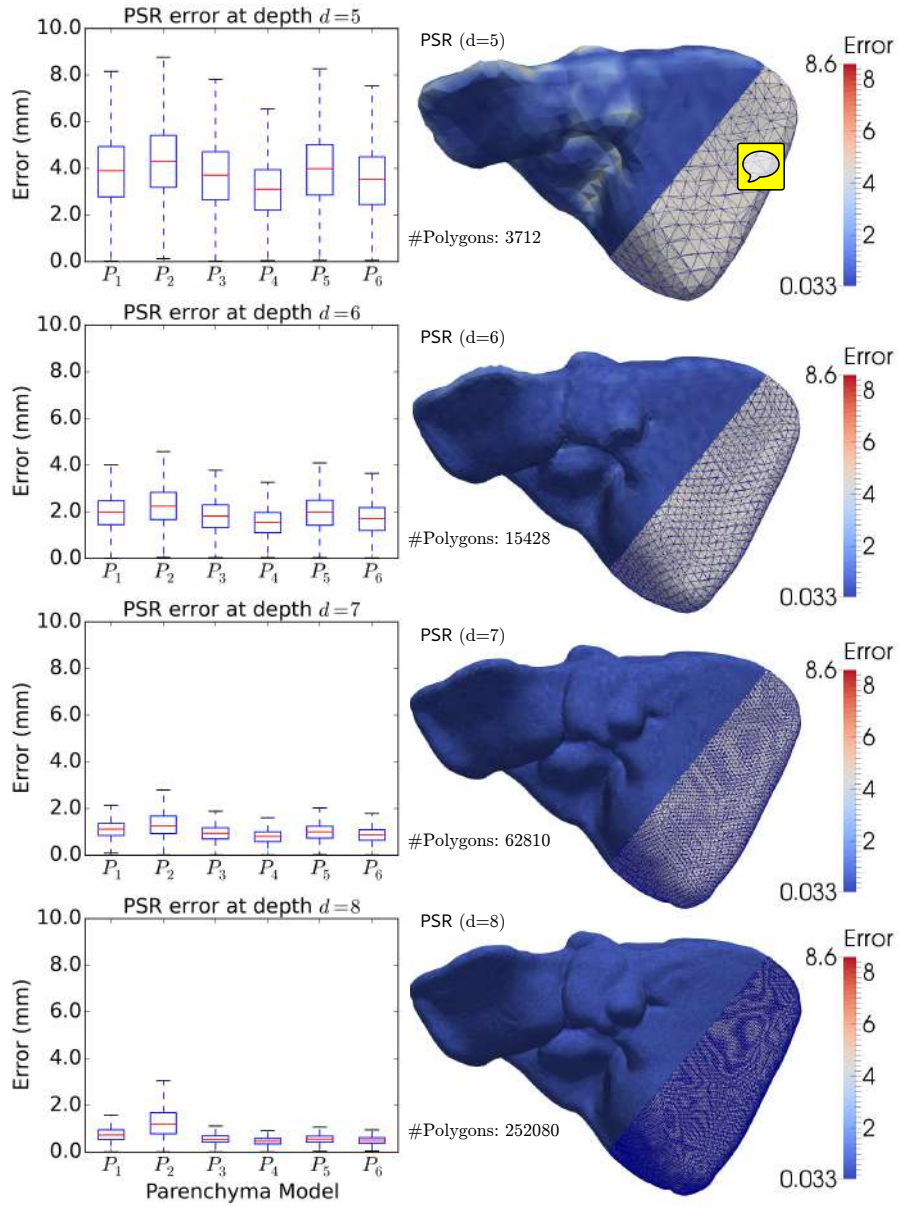 PSR error at depth d=5
10.0
8.0
6.0
4.0
2.0
0.0
Error (mm)
P1 P2 P3 P4 P5 P6
PSR (d=5)
#Polygons: 3712
Error
8.6
8
6
4
2
0.033
PSR error at depth d=6
10.0
8.0
6.0
4.0
2.0
0.0
Error (mm)
P1 P2 P3 P4 P5 P6
PSR (d=6)
#Polygons: 15428
Error
8.6
8
6
4
2
0.033
PSR error at depth d=7
10.0
8.0
6.0
4.0
2.0
0.0
Error (mm)
P1 P2 P3 P4 P5 P6
PSR (d=7)
#Polygons: 62810
Error
8.6
8
6
4
2
0.033
PSR error at depth d=8
10.0
8.0
6.0
4.0
2.0
0.0
Error (mm)
P1 P2 P3 P4 P5 P6
Parenchyma Model
PSR (d=8)
#Polygons: 252080
Error
8.6
8
6
4
2
0.033